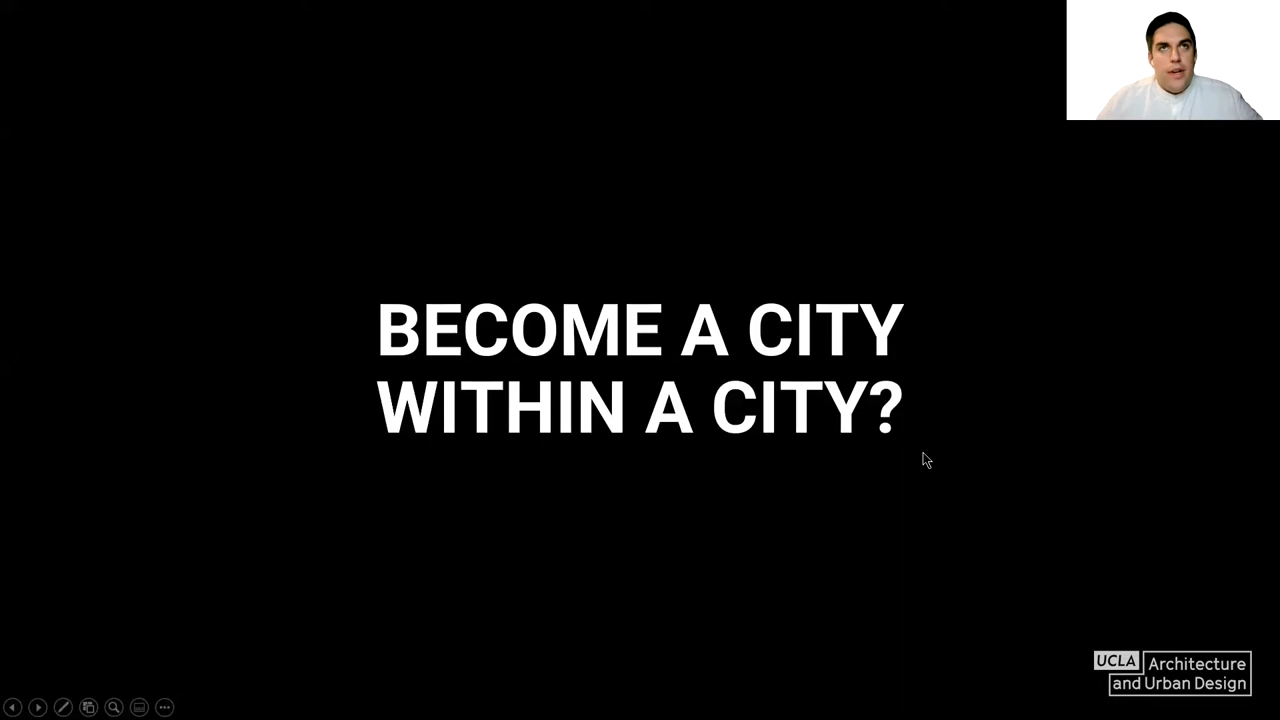 BECOME A CITY
WITHIN A CITY?
UCLA Architecture
and Urban Design